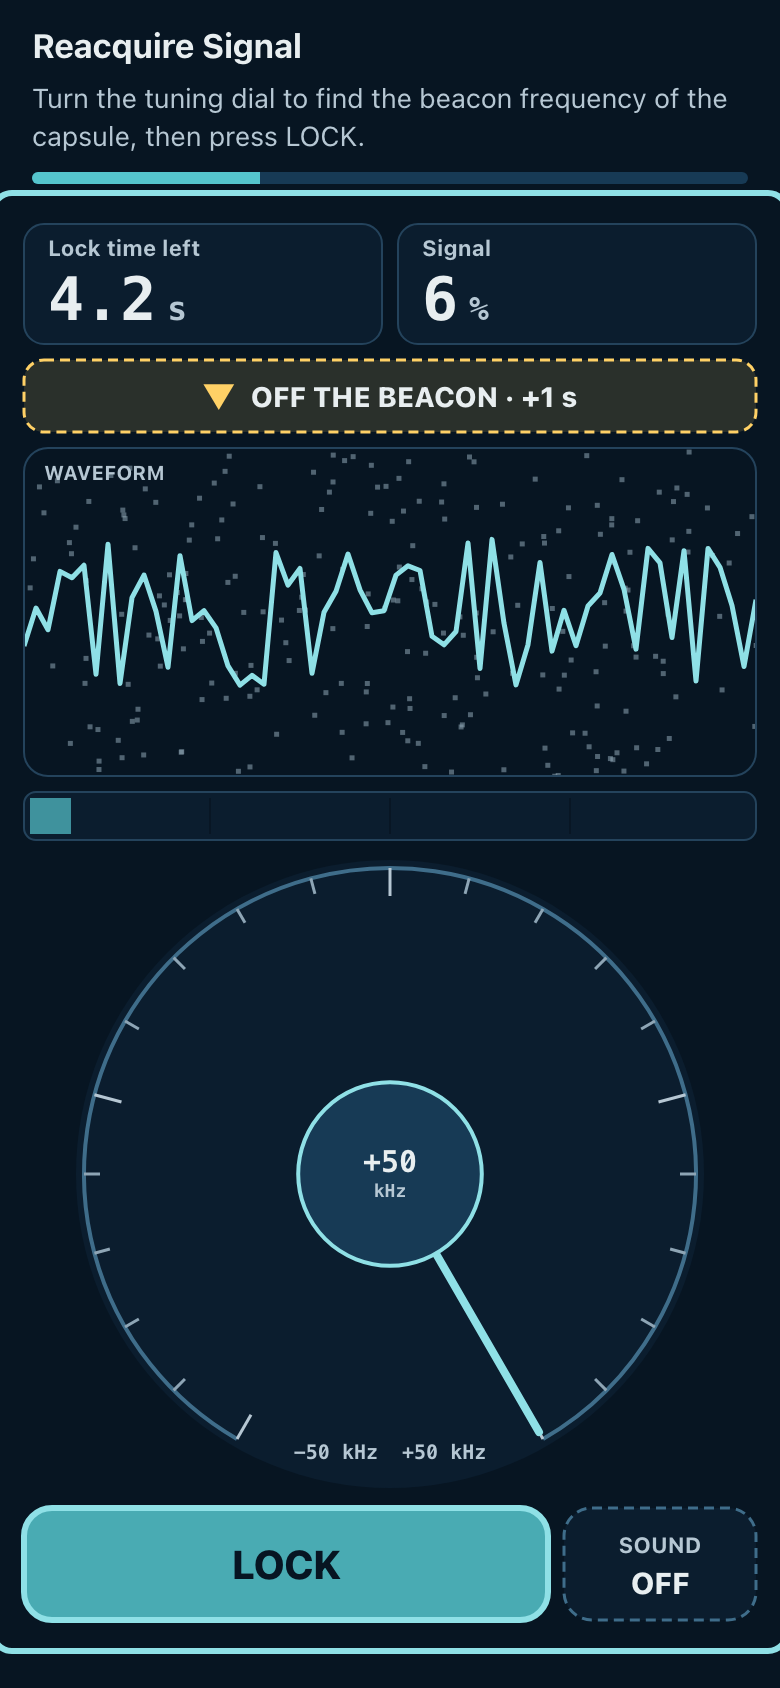 Reacquire Signal
Turn the tuning dial to find the beacon frequency of the
capsule, then press LOCK.
Lock time left
4.2 s
Signal
6 %
OFF THE BEACON · +1 s
WAVEFORM
+50
kHz
−50 kHz +50 kHz
LOCK
SOUND
OFF